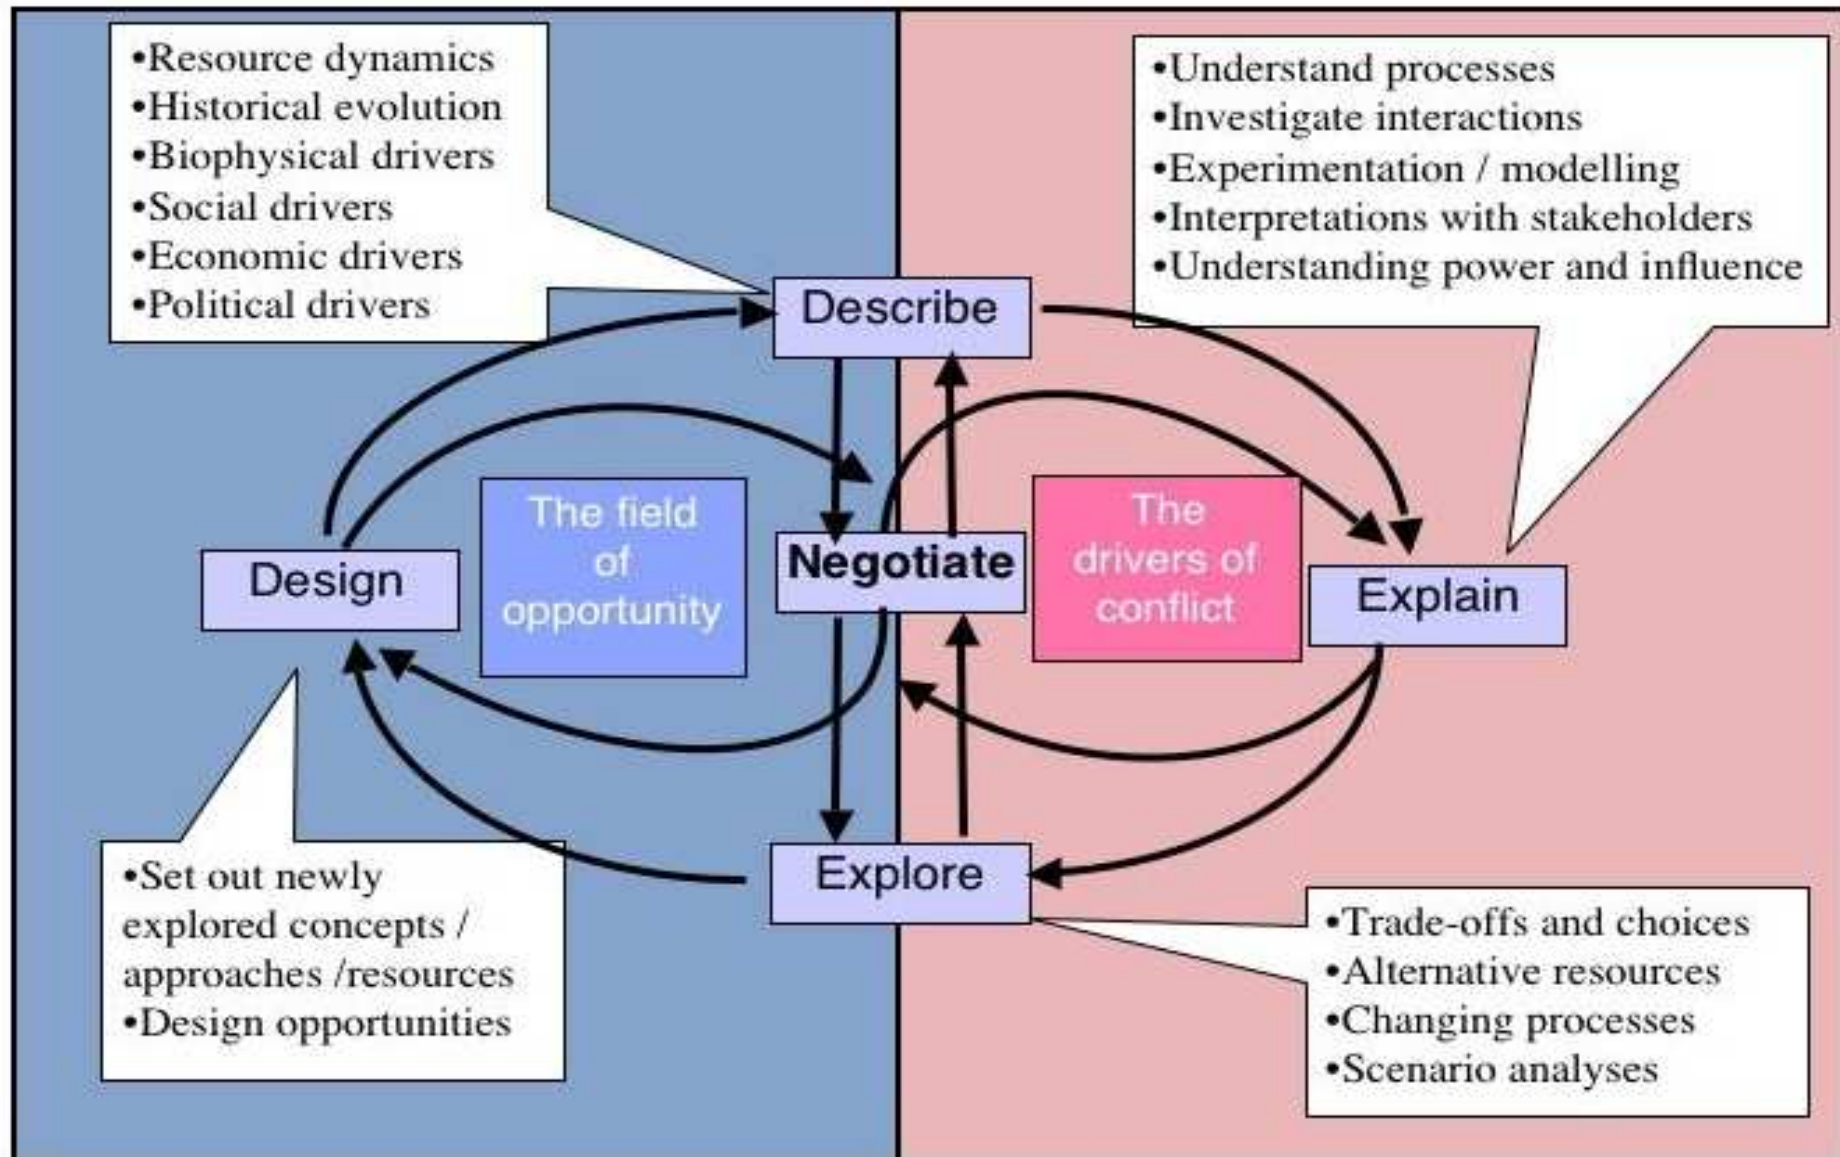 •Resource dynamics
•Historical evolution
•Biophysical drivers
•Social drivers
•Economic drivers
•Political drivers
•Understand processes
•Investigate interactions
•Experimentation / modelling
•Interpretations with stakeholders
•Understanding power and influence
Describe
The field
of
opportunity
Negotiate
The
drivers of
conflict
Design
Explain
Explore
•Set out newly
explored concepts /
approaches /resources
•Design opportunities
•Trade-offs and choices
•Alternative resources
•Changing processes
•Scenario analyses